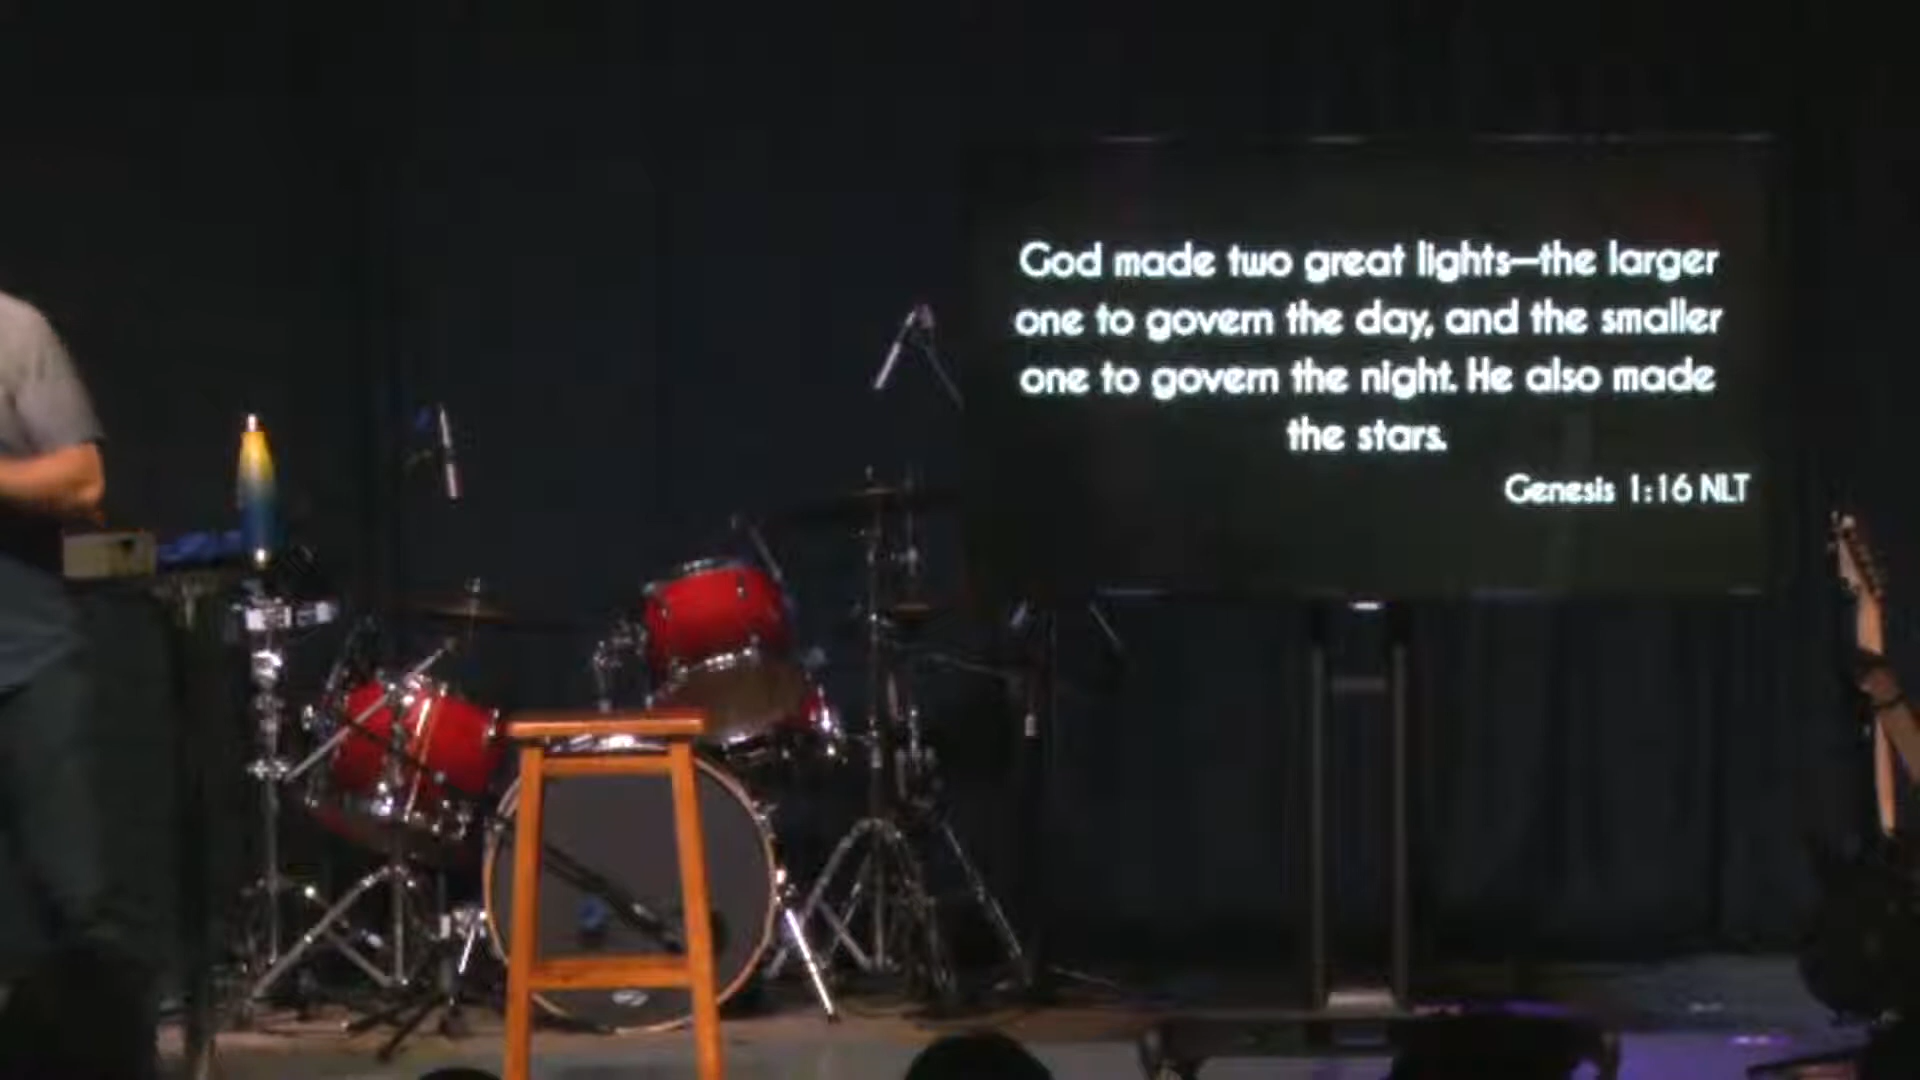 God made two great lights—the larger
one to govern the day, and the smaller
one to govern the night. He also made
the stars.
Genesis 1:16 NLT